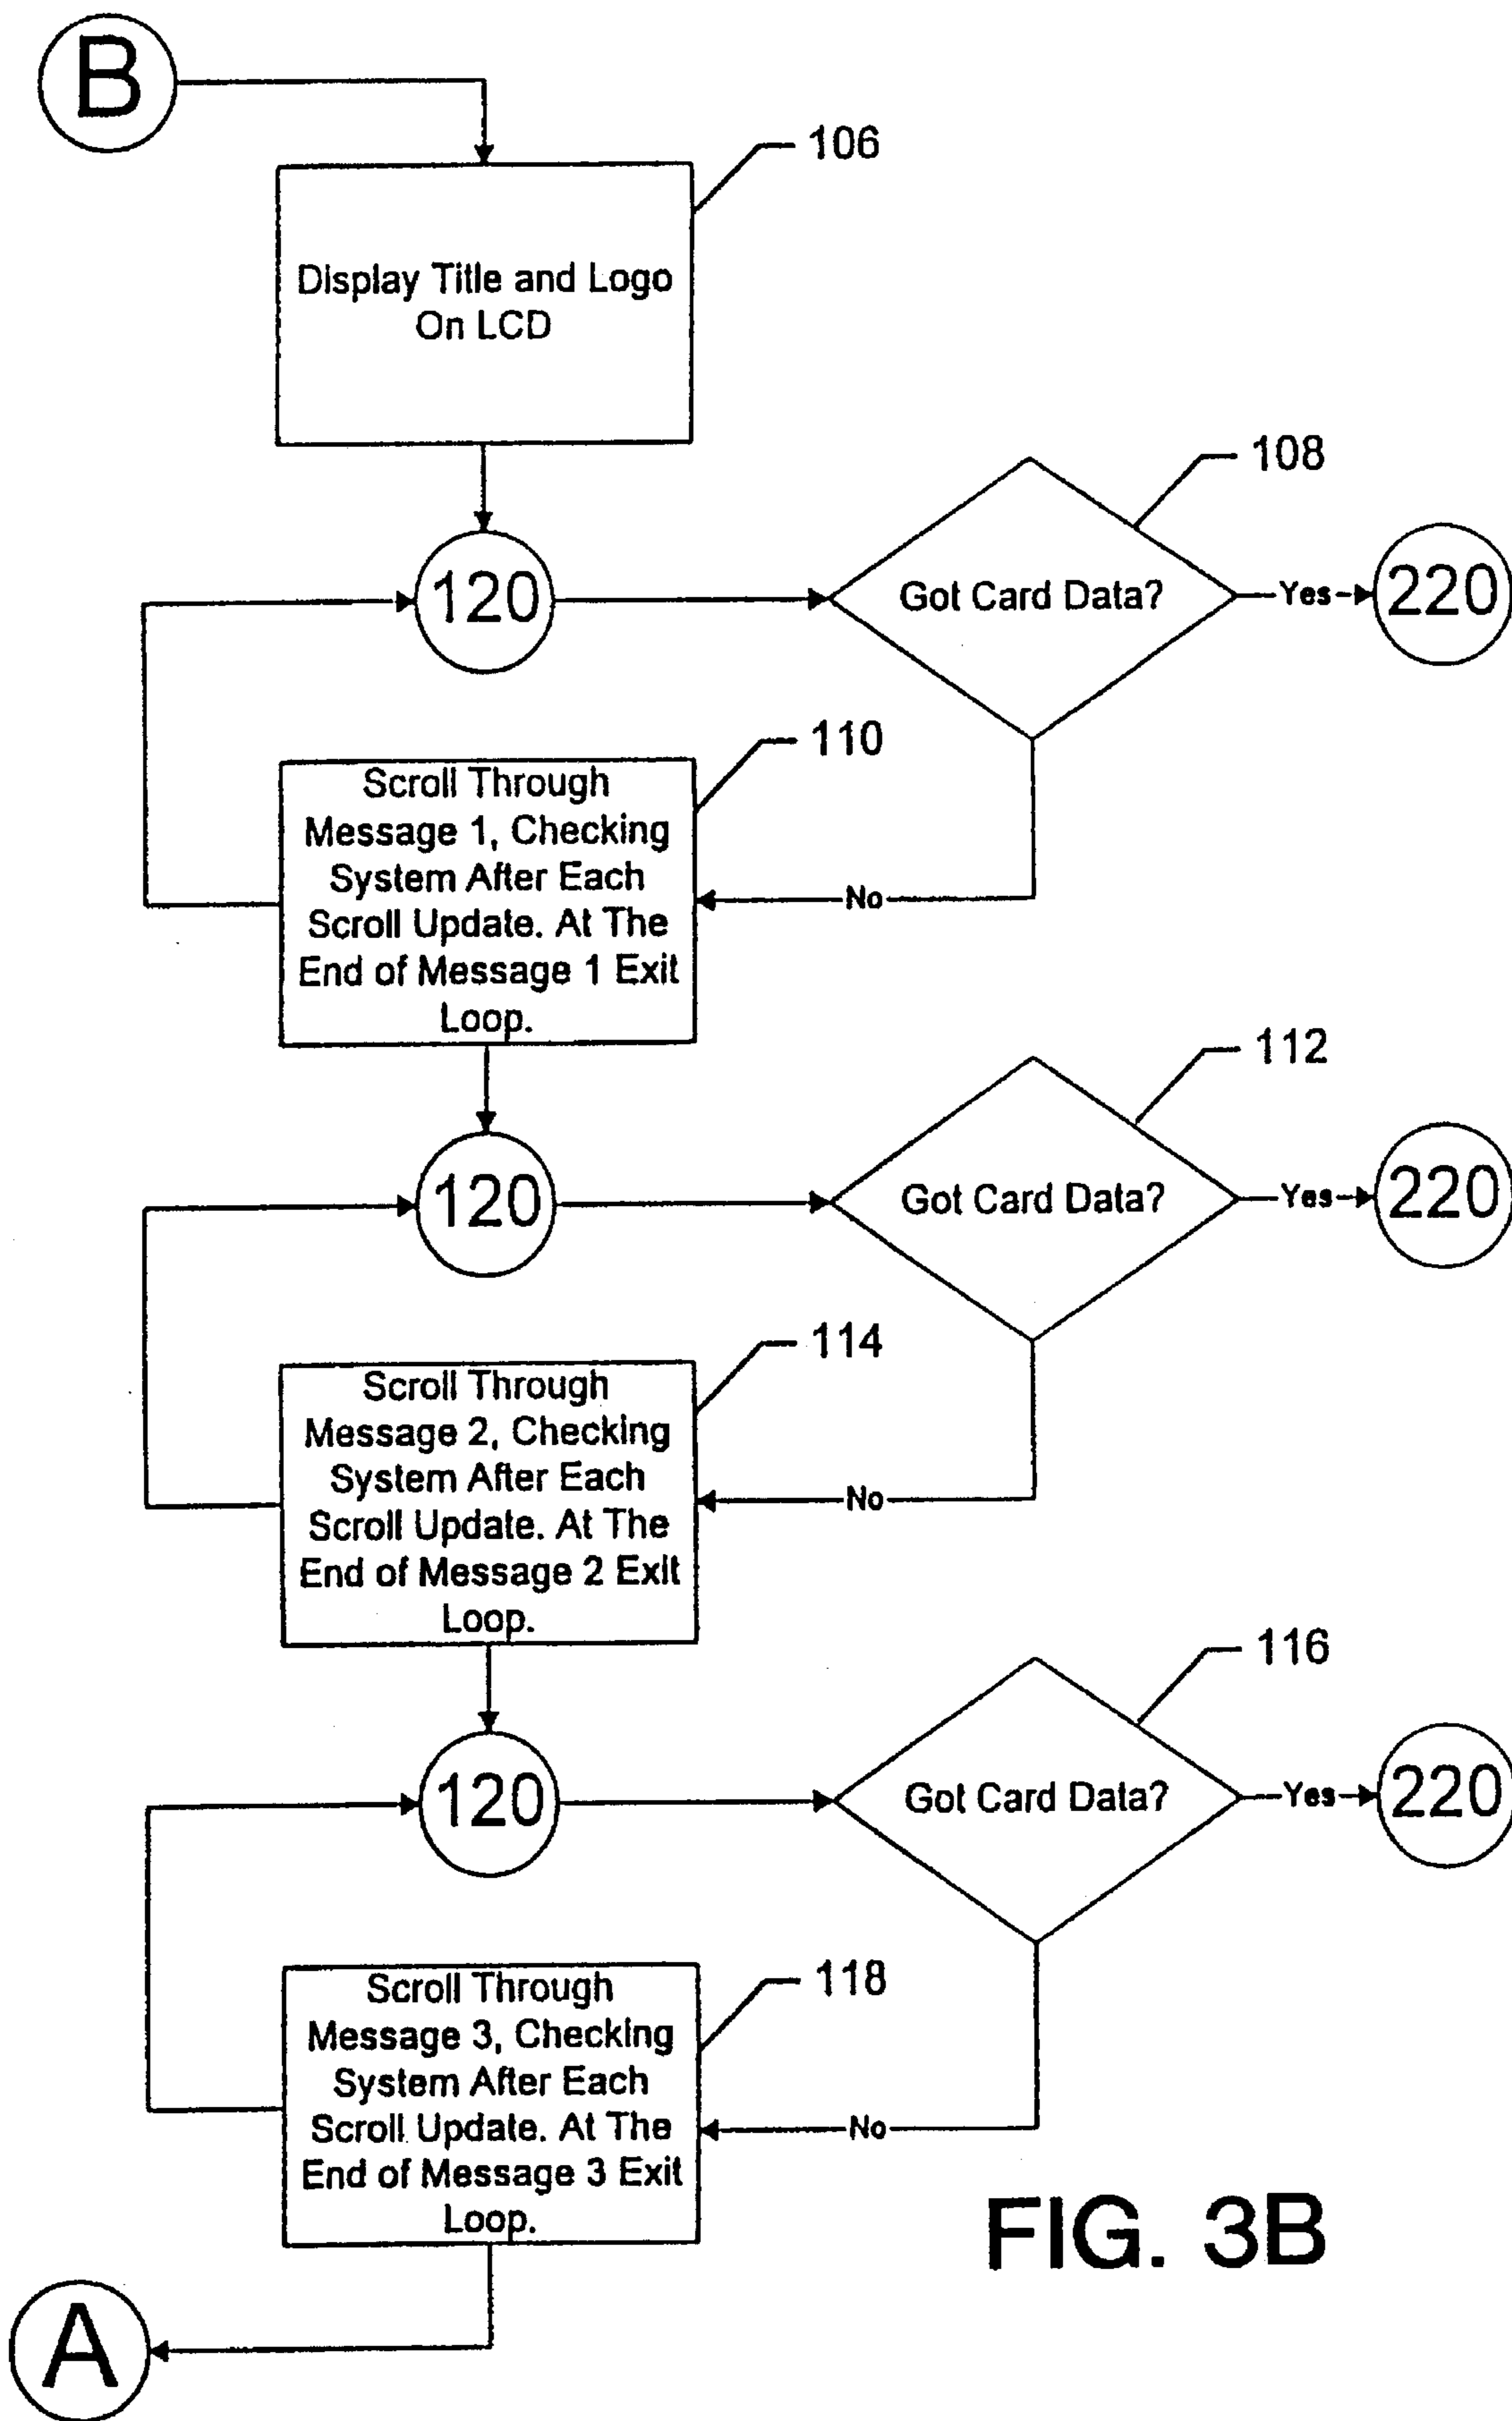 B
106
Display Title and Logo
On LCD
108
120
Got Card Data?
Yes
220
110
Scroll Through
Message 1, Checking
System After Each
Scroll Update. At The
End of Message 1 Exit
Loop.
No
112
120
Got Card Data?
Yes
220
114
Scroll Through
Message 2, Checking
System After Each
Scroll Update. At The
End of Message 2 Exit
Loop.
No
116
120
Got Card Data?
Yes
220
118
Scroll Through
Message 3, Checking
System After Each
Scroll Update. At The
End of Message 3 Exit
Loop.
No
FIG. 3B
A